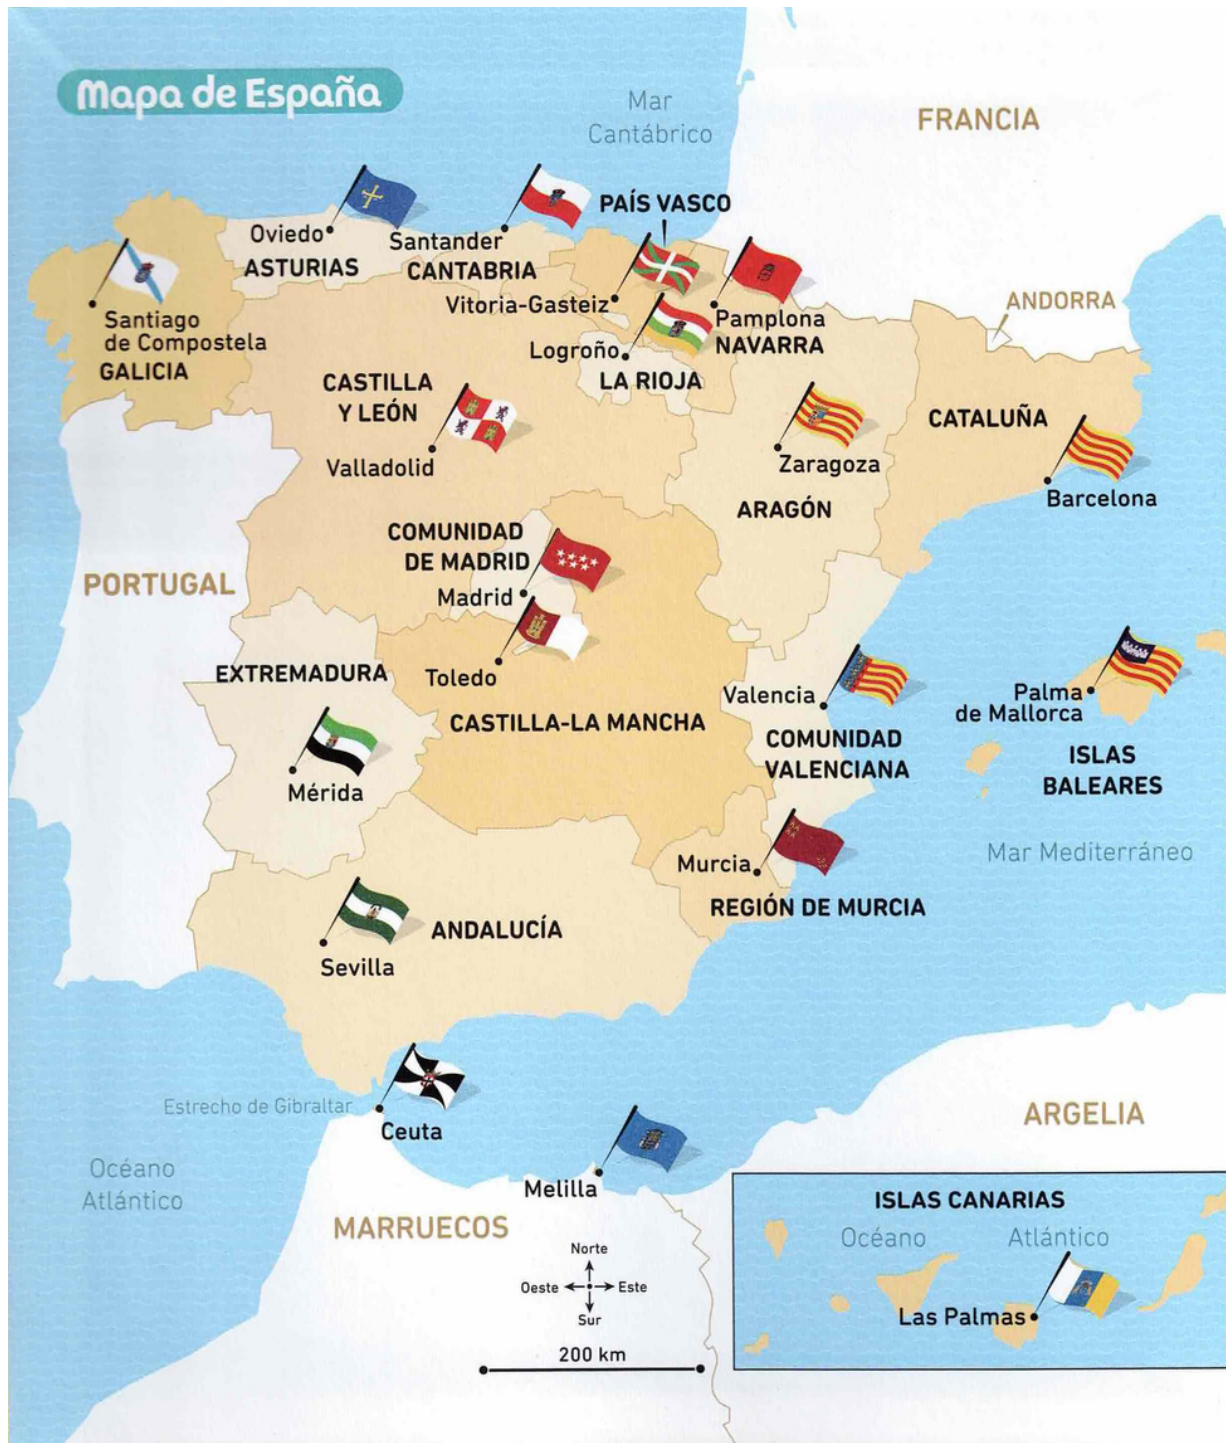 Mapa de España
Mar
Cantábrico
FRANCIA
PAÍS VASCO
Oviedo
ASTURIAS
Santander
CANTABRIA
Vitoria-Gasteiz
Pamplona
NAVARRA
ANDORRA
Santiago
de Compostela
GALICIA
Logroño
LA RIOJA
CASTILLA
Y LEÓN
Valladolid
CATALUÑA
Zaragoza
ARAGÓN
Barcelona
COMUNIDAD
DE MADRID
Madrid
PORTUGAL
EXTREMADURA
Toledo
CASTILLA-LA MANCHA
Valencia
COMUNIDAD
VALENCIANA
Palma
de Mallorca
ISLAS
BALEARES
Mérida
Mar Mediterráneo
Murcia
REGIÓN DE MURCIA
ANDALUCÍA
Sevilla
Estrecho de Gibraltar
Ceuta
ARGELIA
Océano
Atlántico
Melilla
MARRUECOS
ISLAS CANARIAS
Océano Atlántico
Las Palmas
Norte
Oeste Este
Sur
200 km